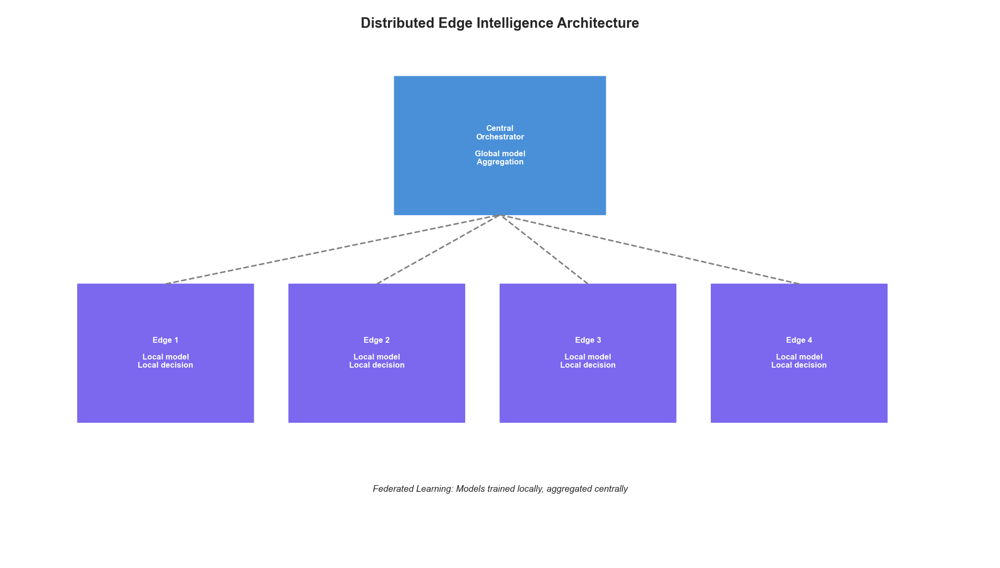 Distributed Edge Intelligence Architecture
Central
Orchestrator
Global model
Aggregation
Edge 1
Local model
Local decision
Edge 2
Local model
Local decision
Edge 3
Local model
Local decision
Edge 4
Local model
Local decision
Federated Learning: Models trained locally, aggregated centrally